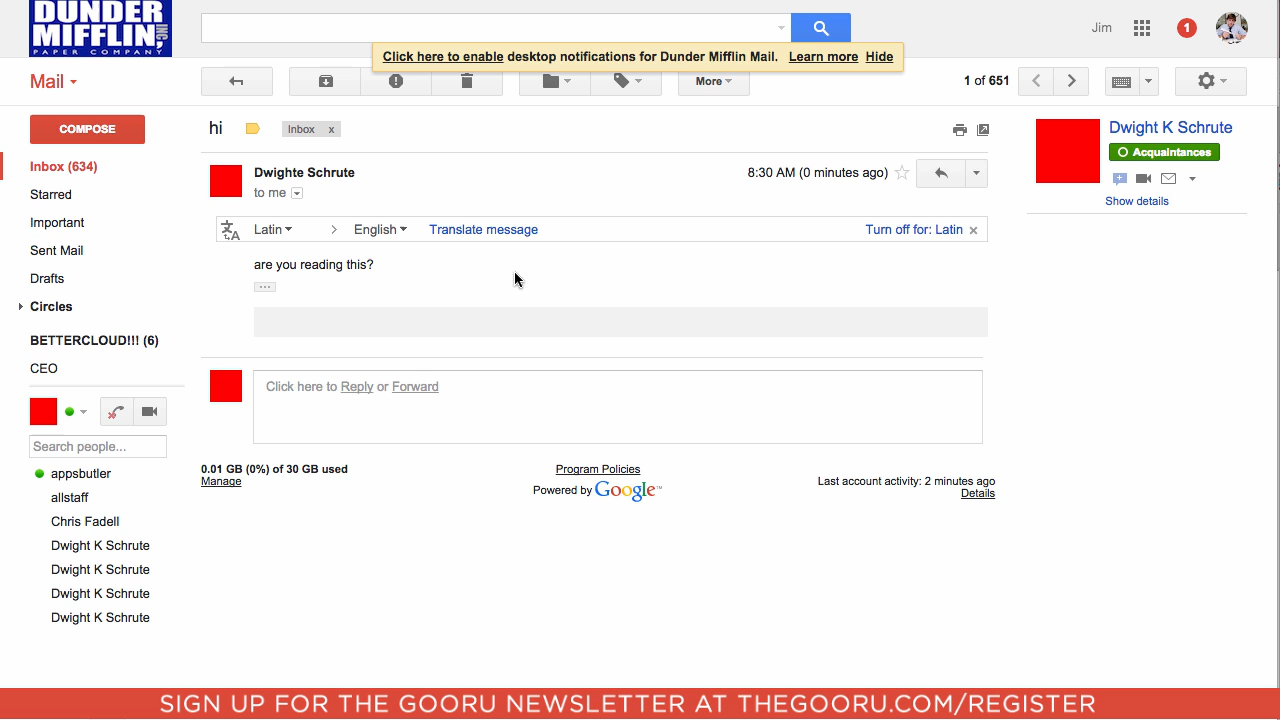 DUNDER
MIFFLIN, INC
PAPER COMPANY
Jim
1
Click here to enable desktop notifications for Dunder Mifflin Mail. Learn more Hide
Mail
More
1 of 651
COMPOSE
hi
Inbox x
Dwight K Schrute
Acquaintances
Show details
Inbox (634)
Starred
Important
Sent Mail
Drafts
Circles
BETTERCLOUD!!! (6)
CEO
Dwighte Schrute
8:30 AM (0 minutes ago)
to me
Latin
English
Translate message
Turn off for: Latin
are you reading this?
Click here to Reply or Forward
Search people...
appsbutler
allstaff
Chris Fadell
Dwight K Schrute
Dwight K Schrute
Dwight K Schrute
Dwight K Schrute
0.01 GB (0%) of 30 GB used
Manage
Program Policies
Powered by Google™
Last account activity: 2 minutes ago
Details
SIGN UP FOR THE GOORU NEWSLETTER AT THEGOORU.COM/REGISTER